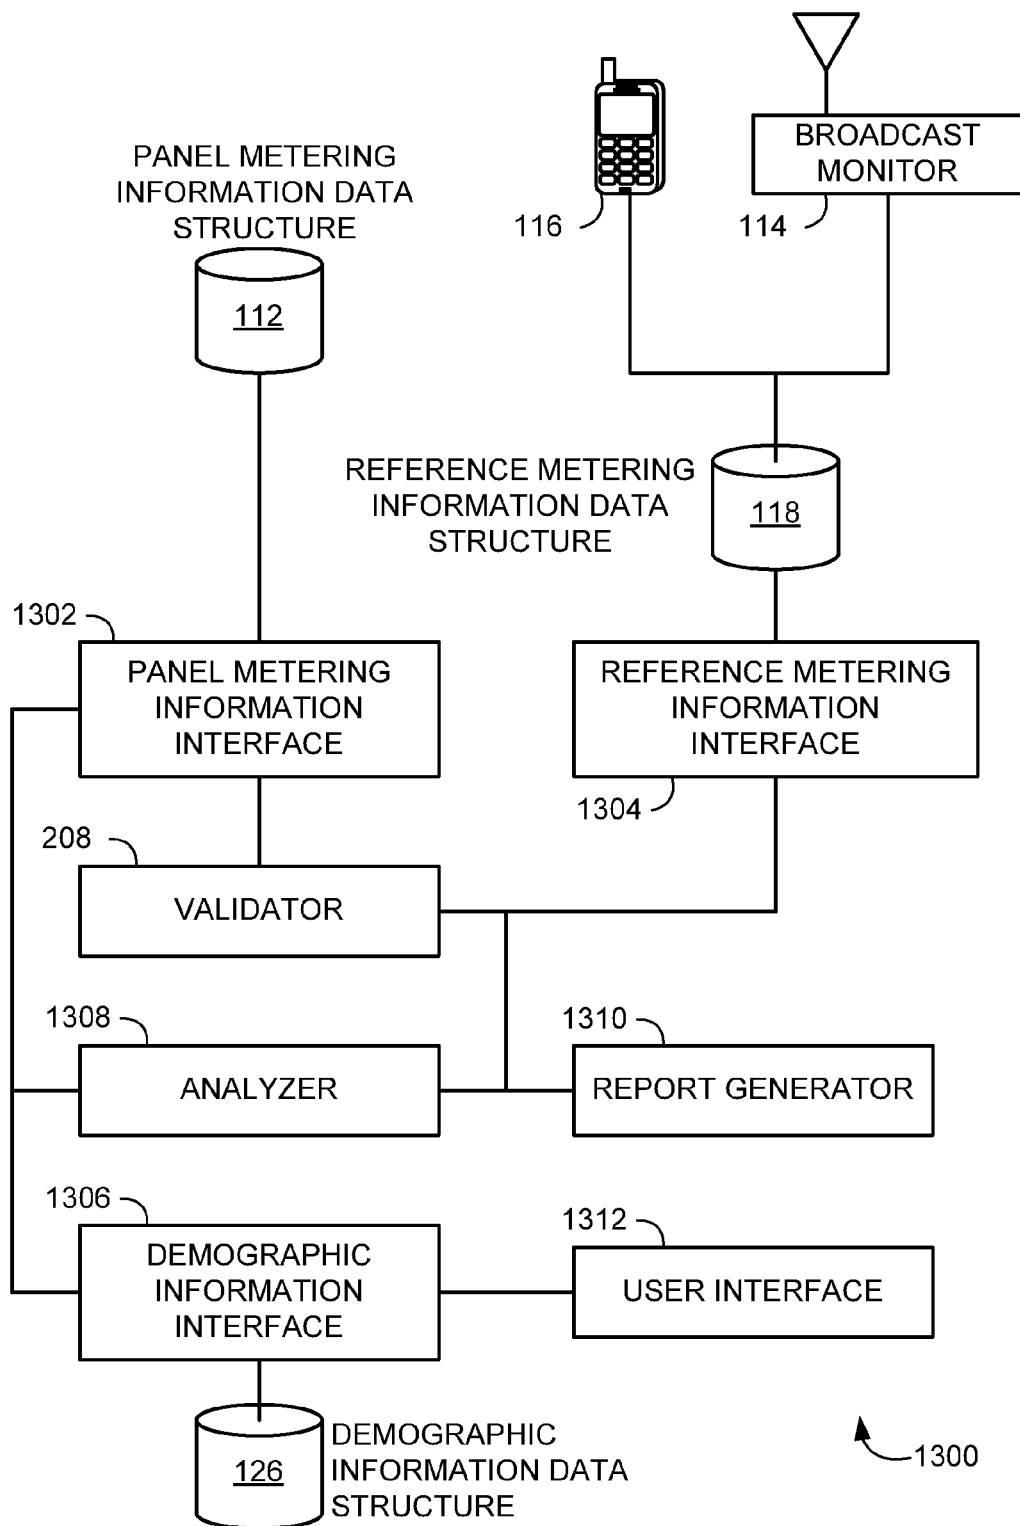 BROADCAST
MONITOR
PANEL METERING
INFORMATION DATA
STRUCTURE
116
114
112
REFERENCE METERING
INFORMATION DATA
STRUCTURE
118
1302
PANEL METERING
INFORMATION
INTERFACE
REFERENCE METERING
INFORMATION
INTERFACE
1304
208
VALIDATOR
1308
ANALYZER
1310
REPORT GENERATOR
1306
DEMOGRAPHIC
INFORMATION
INTERFACE
1312
USER INTERFACE
126
DEMOGRAPHIC
INFORMATION DATA
STRUCTURE
1300